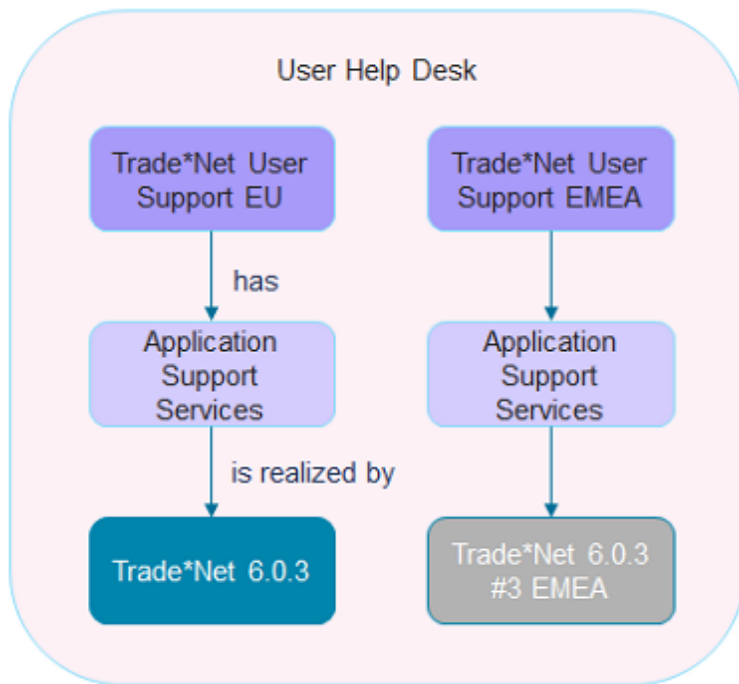 User Help Desk
Trade*Net User
Support EU
Trade*Net User
Support EMEA
has
Application
Support
Services
Application
Support
Services
is realized by
Trade*Net 6.0.3
Trade*Net 6.0.3
#3 EMEA